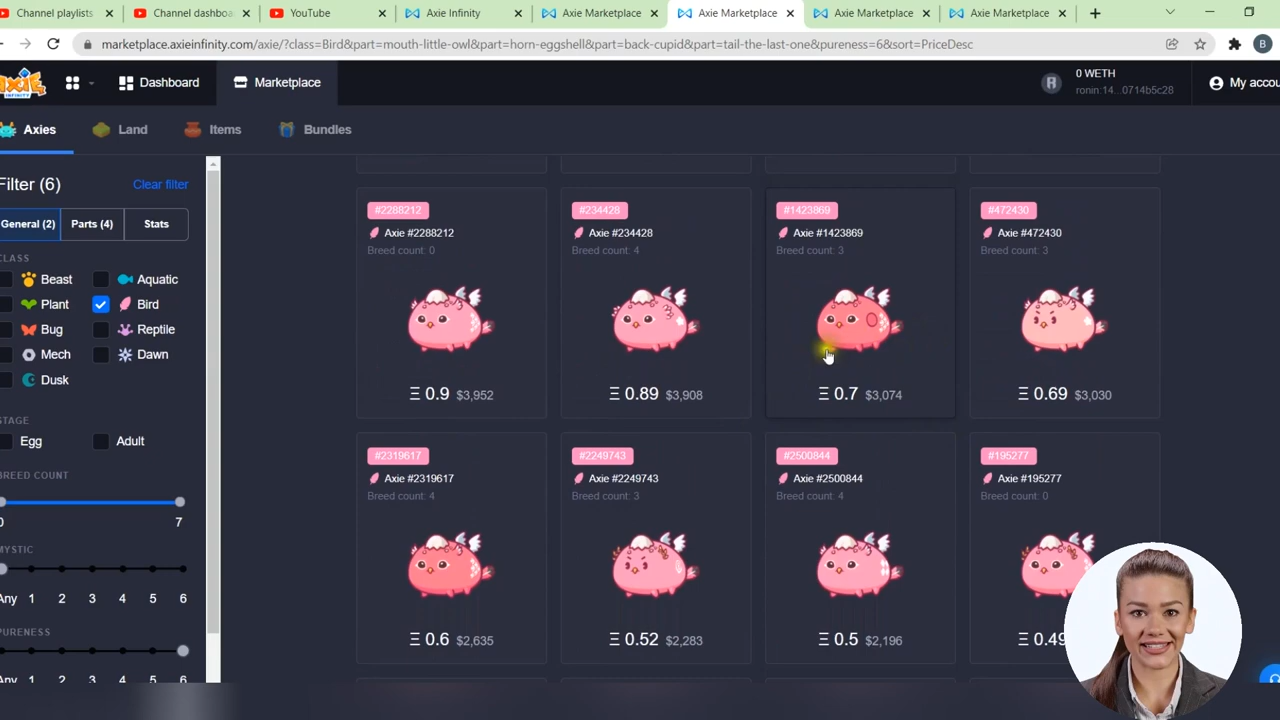 Channel playlists
Channel dashboa
YouTube
Axie Infinity
Axie Marketplace
Axie Marketplace
Axie Marketplace
Axie Marketplace
marketplace.axieinfinity.com/axie/?class=Bird&part=mouth-little-owl&part=horn-eggshell&part=back-cupid&part=tail-the-last-one&pureness=6&sort=PriceDesc
B
AXIE
INFINITY
Dashboard
Marketplace
0 WETH
ronin:14...0714b5c28
My accou
Axies
Land
Items
Bundles
Filter (6)
Clear filter
General (2)
Parts (4)
Stats
CLASS
Beast
Aquatic
Plant
Bird
Bug
Reptile
Mech
Dawn
Dusk
STAGE
Egg
Adult
BREED COUNT
0
7
MYSTIC
Any 1 2 3 4 5 6
PURENESS
Any 1 2 3 4 5 6
#2288212
Axie #2288212
Breed count: 0
Ξ 0.9 $3,952
#234428
Axie #234428
Breed count: 4
Ξ 0.89 $3,908
#1423869
Axie #1423869
Breed count: 3
Ξ 0.7 $3,074
#472430
Axie #472430
Breed count: 3
Ξ 0.69 $3,030
#2319617
Axie #2319617
Breed count: 4
Ξ 0.6 $2,635
#2249743
Axie #2249743
Breed count: 3
Ξ 0.52 $2,283
#2500844
Axie #2500844
Breed count: 4
Ξ 0.5 $2,196
#195277
Axie #195277
Breed count: 0
Ξ 0.49